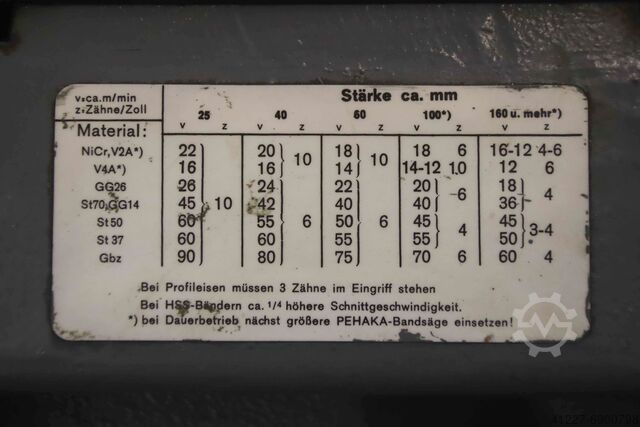 v=ca.m/min Stärke ca. mm
z=Zähne/Zoll 25 40 60 100*) 160 u. mehr*)
Material: v z v z v z v z v z
NiCr,V2A*) 22 20 18 18 6 16-12 4-6
V4A*) 16 16 10 14 10 14-12 10 12 6
GG26 26 24 22 20 18
St70,GG14 45 10 42 40 40 6 36 4
St50 60 55 6 50 6 45 4 45
St 37 60 60 55 55 50 3-4
Gbz 90 80 75 70 6 60 4
Bei Profileisen müssen 3 Zähne im Eingriff stehen
Bei HSS-Bändern ca. 1/4 höhere Schnittgeschwindigkeit.
*) bei Dauerbetrieb nächst größere PEHAKA-Bandsäge einsetzen!